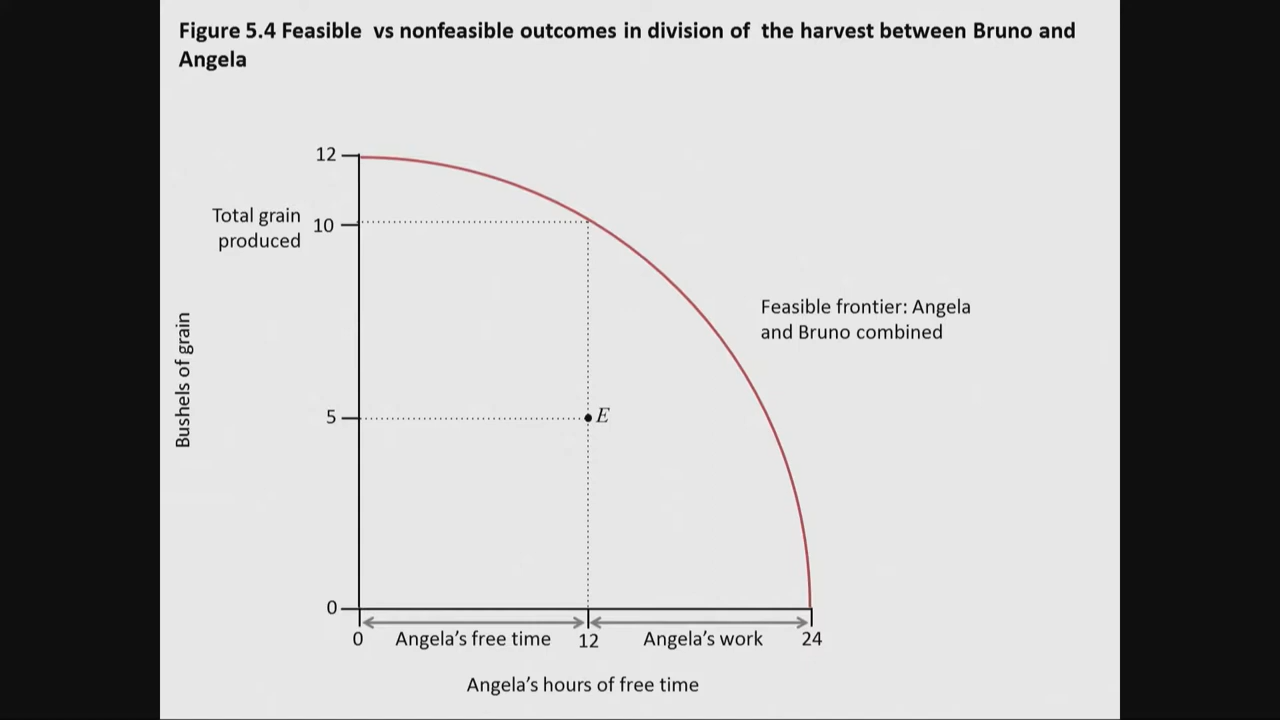 Figure 5.4 Feasible  vs nonfeasible outcomes in division of  the harvest between Bruno and
Angela
12
Total grain
produced
10
Feasible frontier: Angela
and Bruno combined
Bushels of grain
5
E
0
0
Angela’s free time
12
Angela’s work
24
Angela’s hours of free time